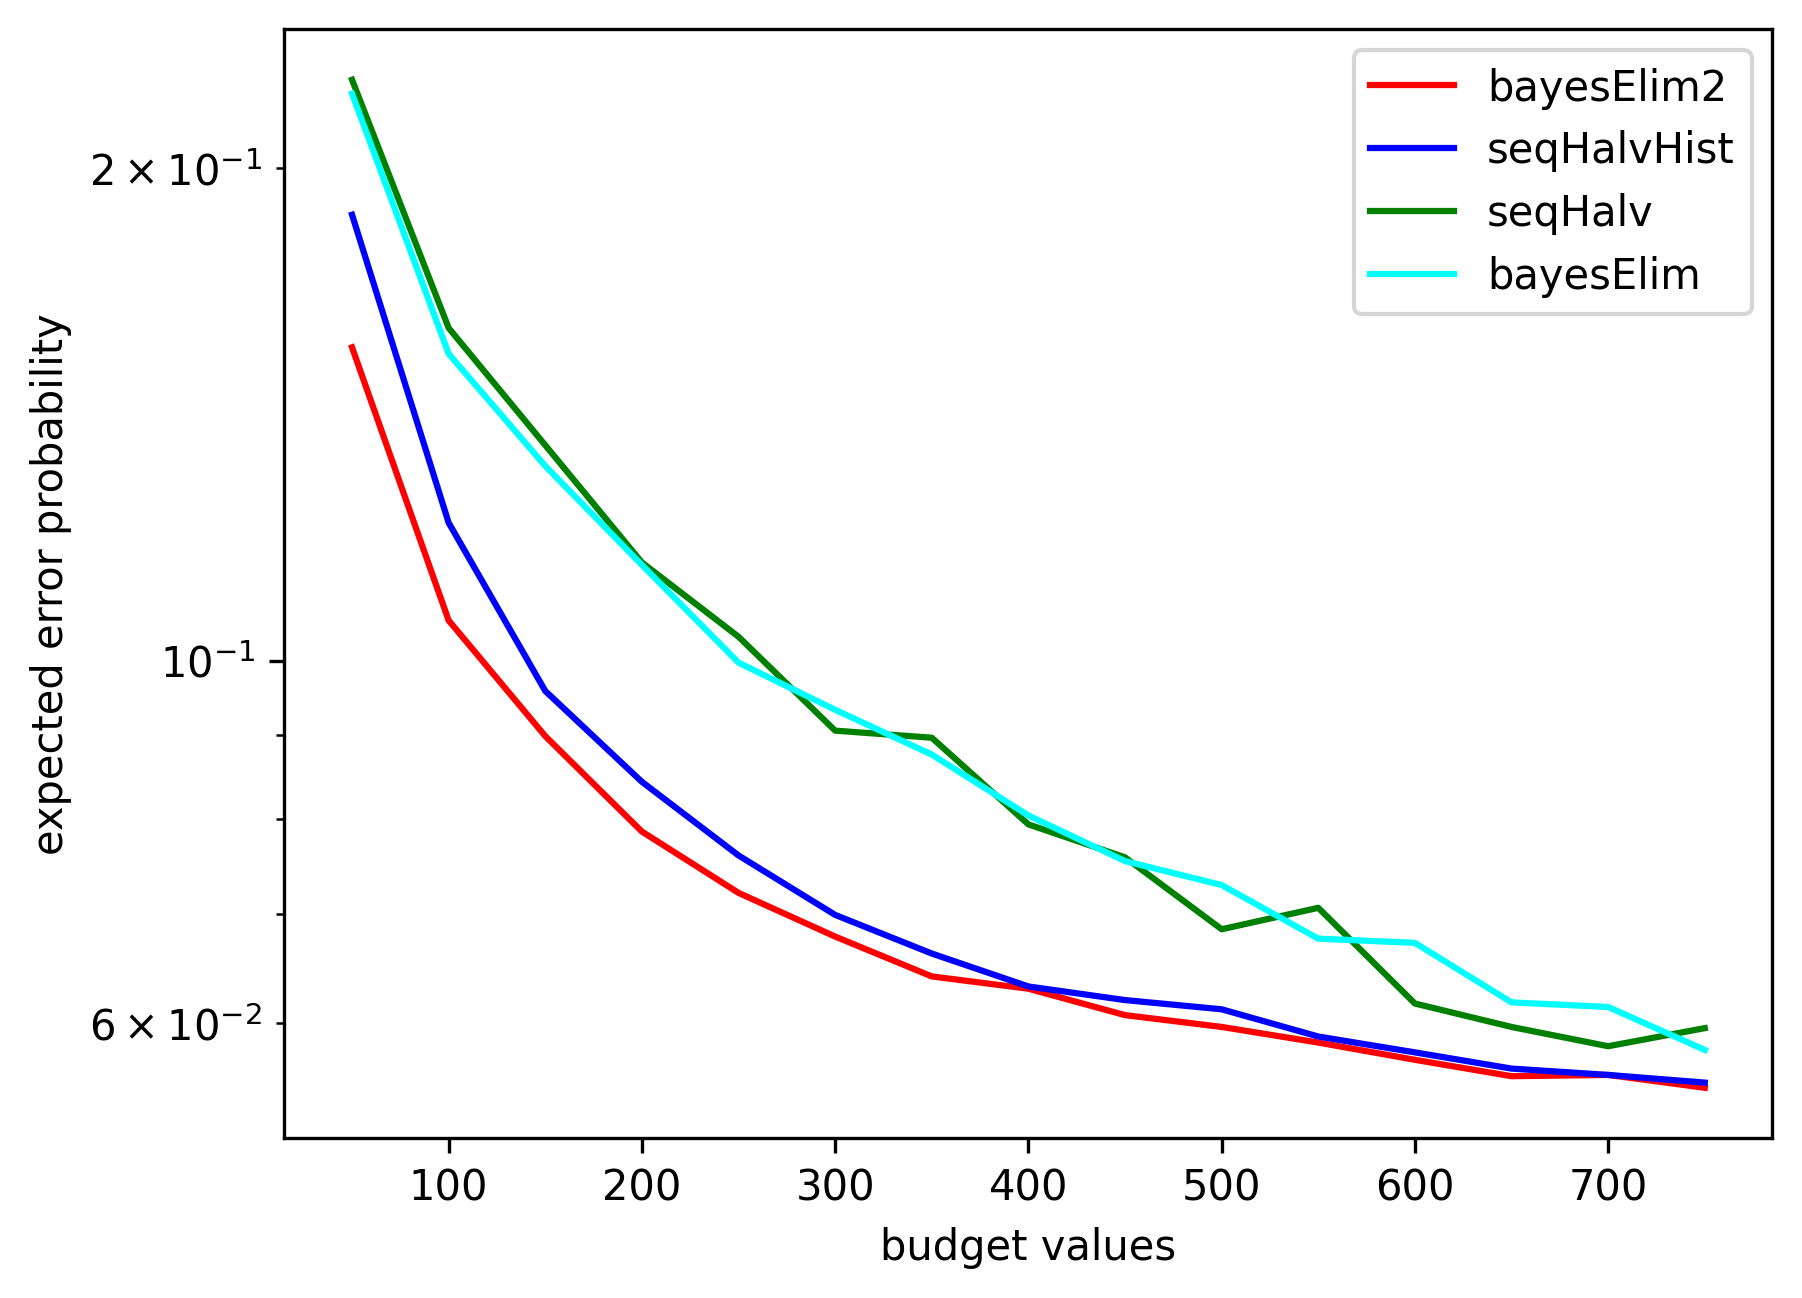 bayesElim2
seqHalvHist
seqHalv
bayesElim
expected error probability
2 × 10⁻¹
10⁻¹
6 × 10⁻²
100 200 300 400 500 600 700
budget values